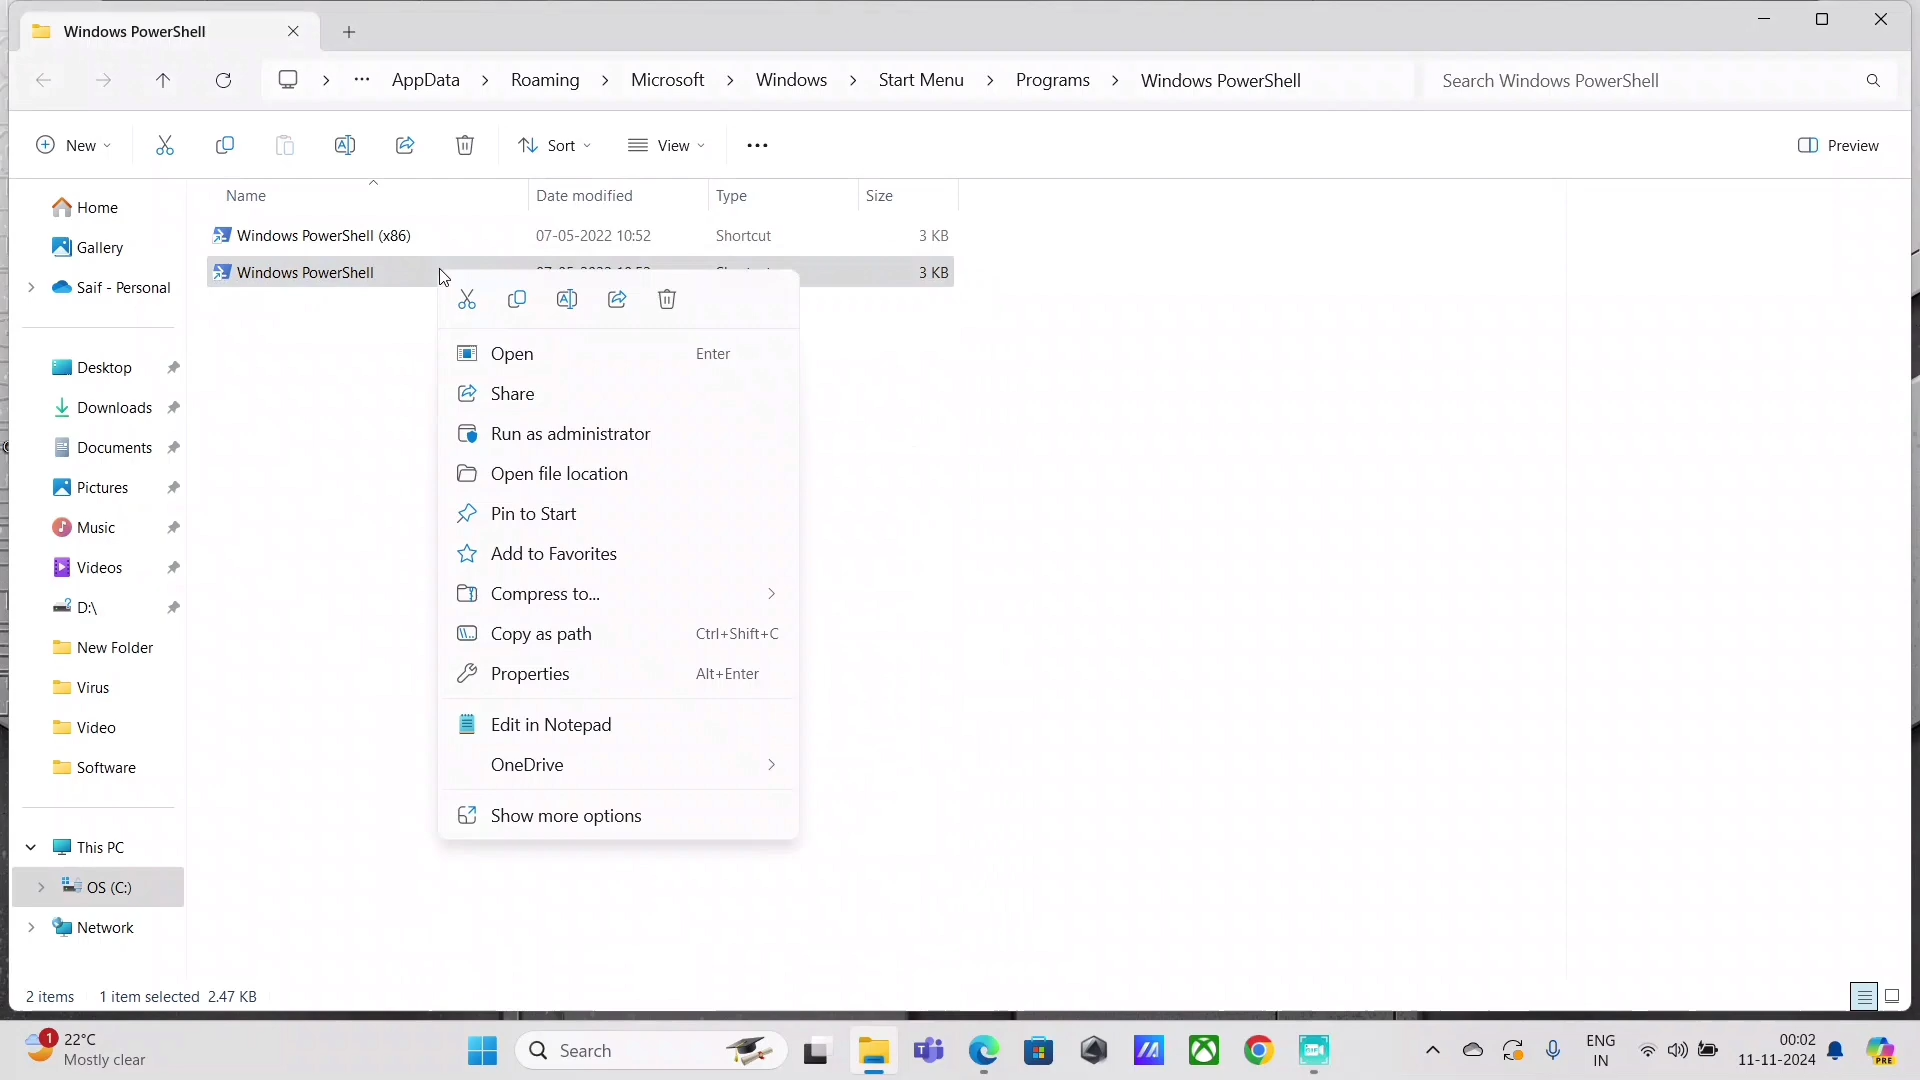 Windows PowerShell
AppData > Roaming > Microsoft > Windows > Start Menu > Programs > Windows PowerShell
Search Windows PowerShell
New
Sort
View
Preview
Name
Date modified
Type
Size
Home
Gallery
Saif - Personal
Desktop
Downloads
Documents
Pictures
Music
Videos
D:\
New Folder
Virus
Video
Software
This PC
OS (C:)
Network
Windows PowerShell (x86) 07-05-2022 10:52 Shortcut 3 KB
Windows PowerShell 3 KB
Open Enter
Share
Run as administrator
Open file location
Pin to Start
Add to Favorites
Compress to...
Copy as path Ctrl+Shift+C
Properties Alt+Enter
Edit in Notepad
OneDrive
Show more options
2 items 1 item selected 2.47 KB
1
22°C
Mostly clear
Search
ENG
IN
00:02
11-11-2024
PRE